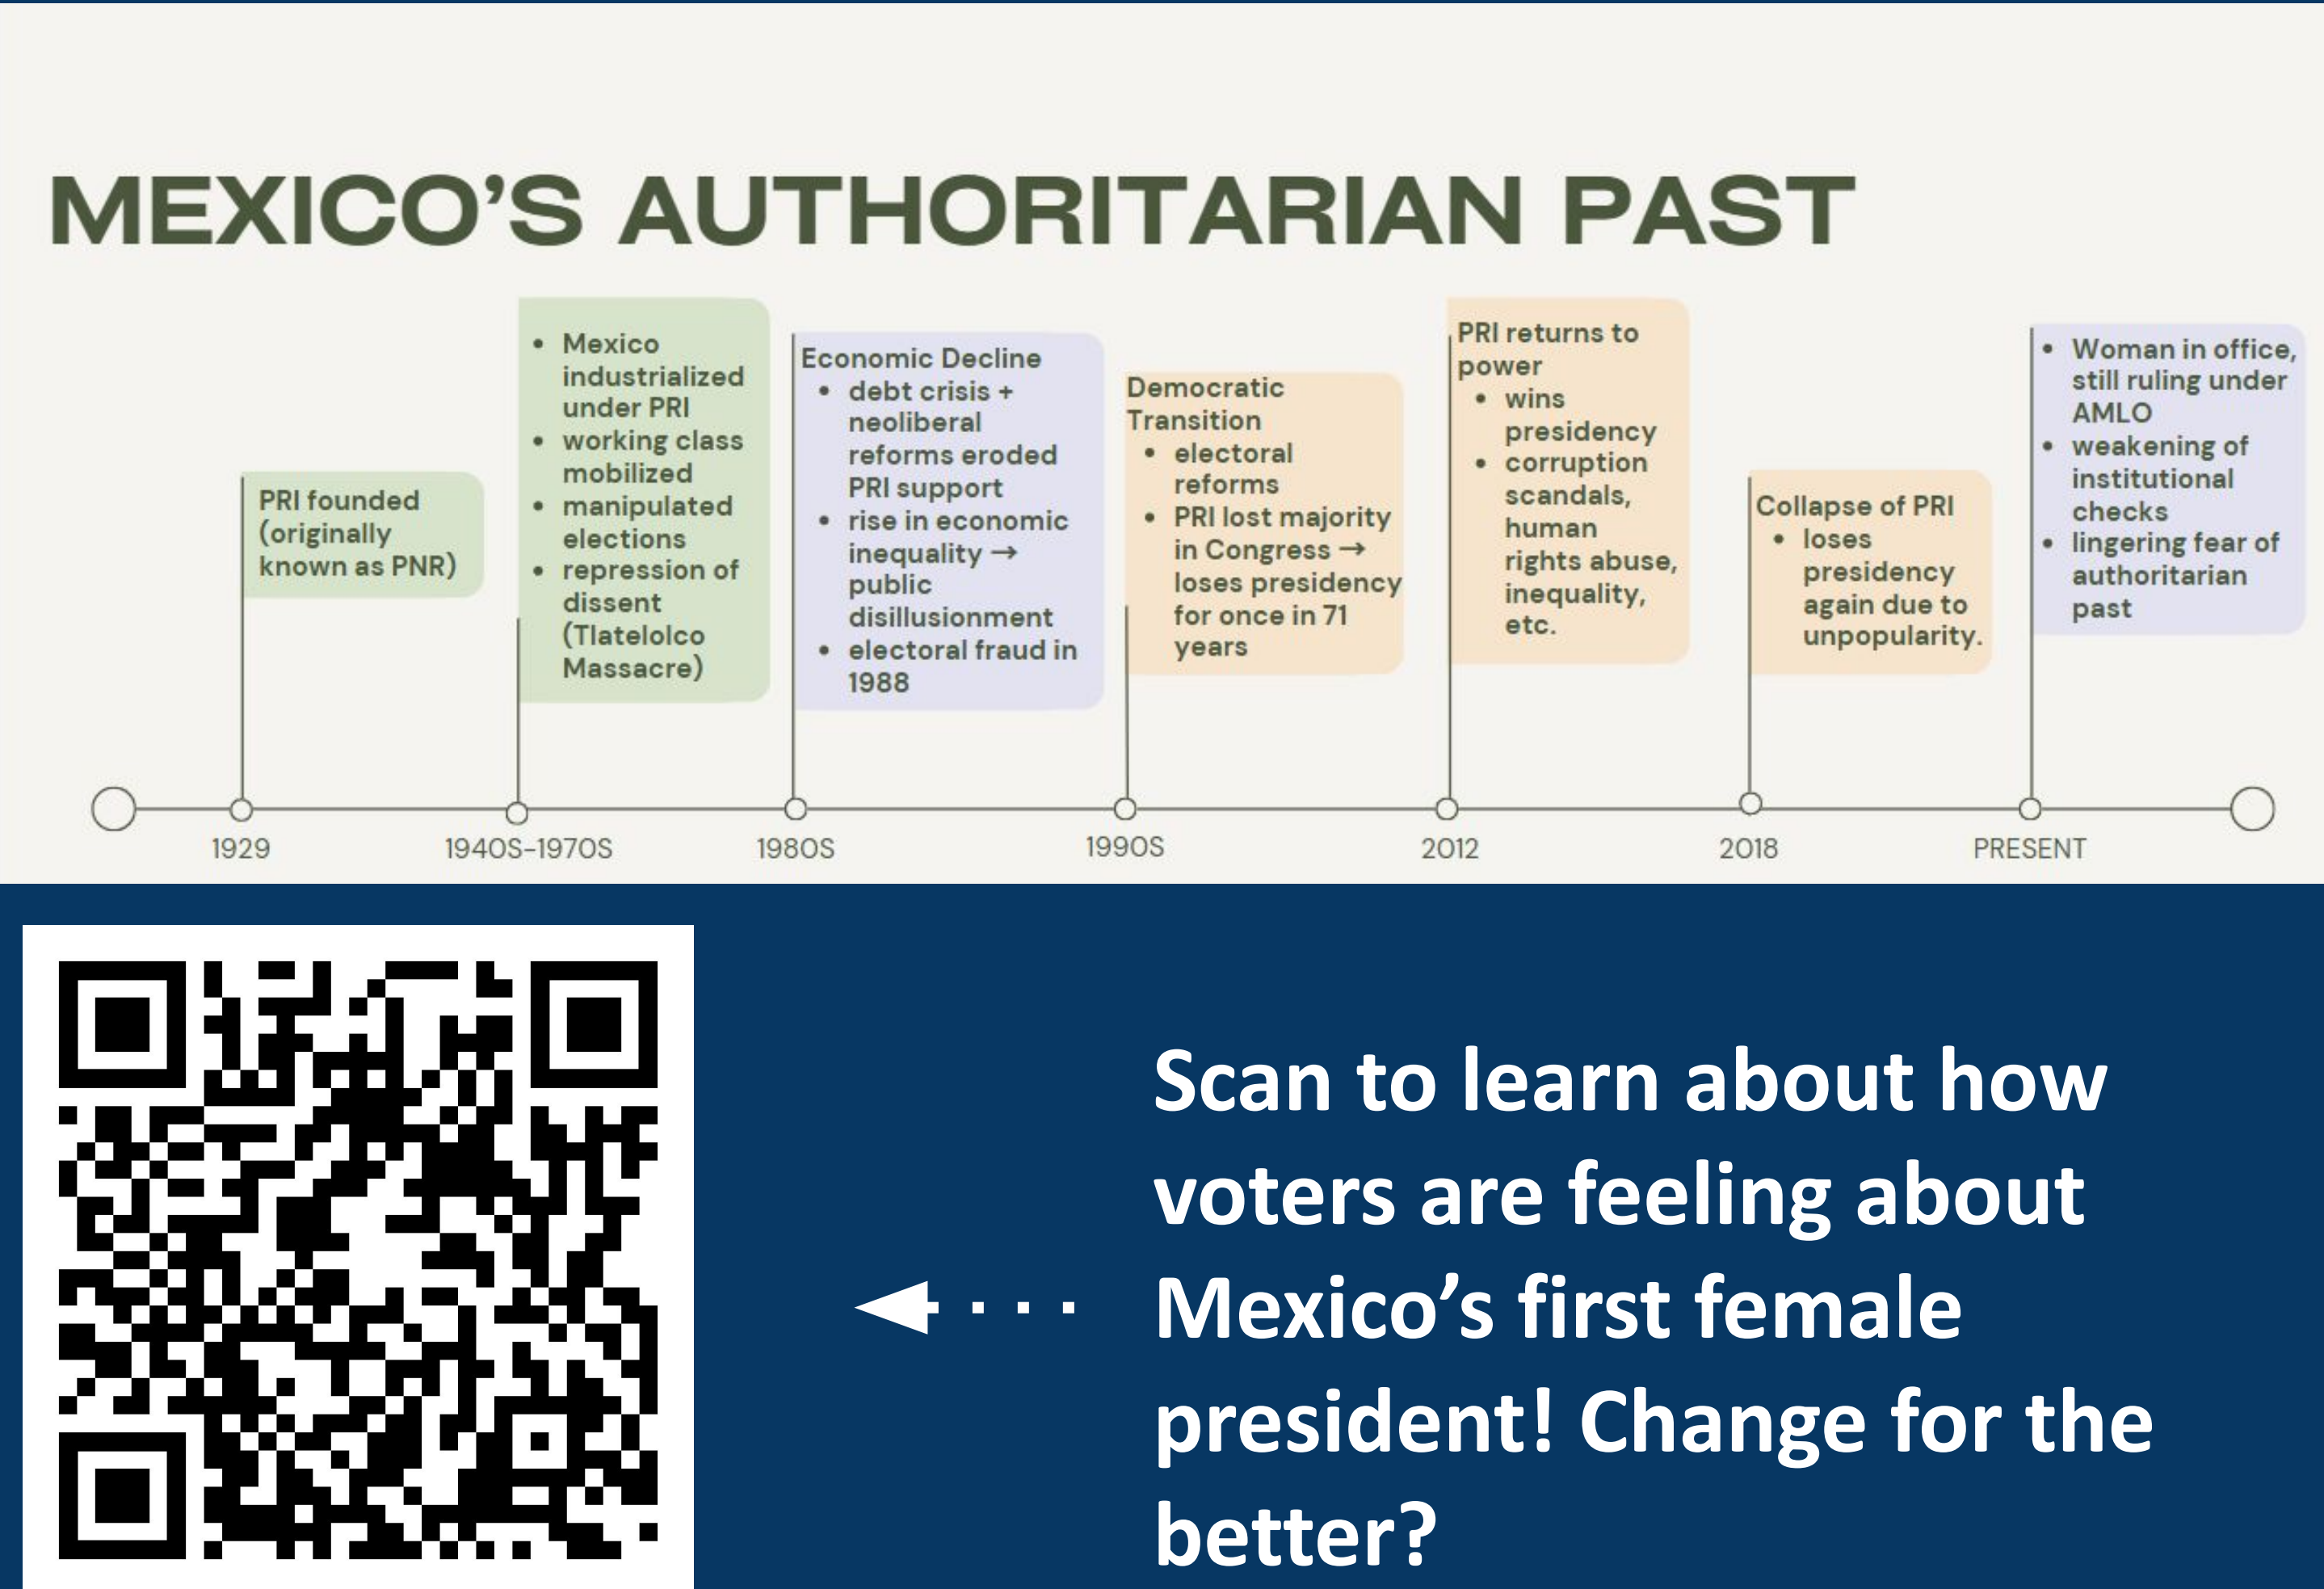 MEXICO’S AUTHORITARIAN PAST
PRI founded
(originally
known as PNR)
• Mexico
industrialized
under PRI
• working class
mobilized
• manipulated
elections
• repression of
dissent
(Tlatelolco
Massacre)
Economic Decline
• debt crisis +
neoliberal
reforms eroded
PRI support
• rise in economic
inequality →
public
disillusionment
• electoral fraud in
1988
Democratic
Transition
• electoral
reforms
• PRI lost majority
in Congress →
loses presidency
for once in 71
years
PRI returns to
power
• wins
presidency
• corruption
scandals,
human
rights abuse,
inequality,
etc.
Collapse of PRI
• loses
presidency
again due to
unpopularity.
• Woman in office,
still ruling under
AMLO
• weakening of
institutional
checks
• lingering fear of
authoritarian
past
1929
1940S-1970S
1980S
1990S
2012
2018
PRESENT
Scan to learn about how
voters are feeling about
Mexico’s first female
president! Change for the
better?